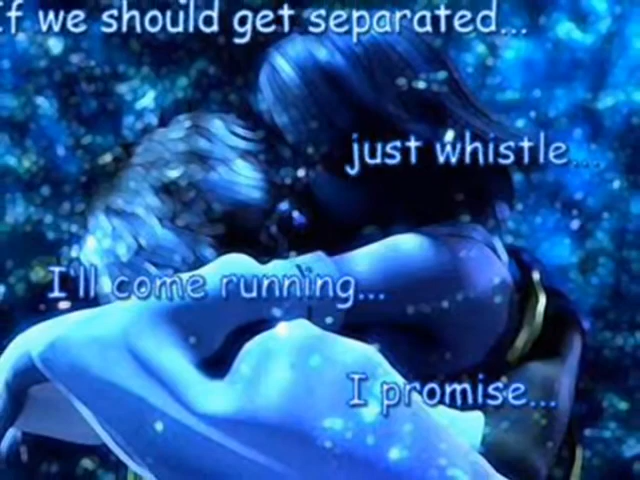 If we should get separated...
just whistle...
I'll come running...
I promise...